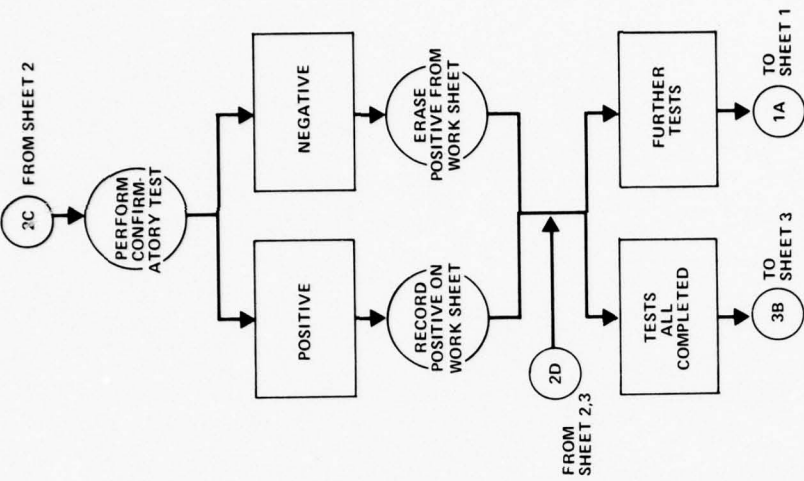 2C
FROM SHEET 2
PERFORM
CONFIRM-
ATORY TEST
POSITIVE
NEGATIVE
RECORD
POSITIVE ON
WORK SHEET
ERASE
POSITIVE FROM
WORK SHEET
2D
FROM
SHEET 2,3
TESTS
ALL
COMPLETED
FURTHER
TESTS
3B
TO
SHEET 3
1A
TO
SHEET 1